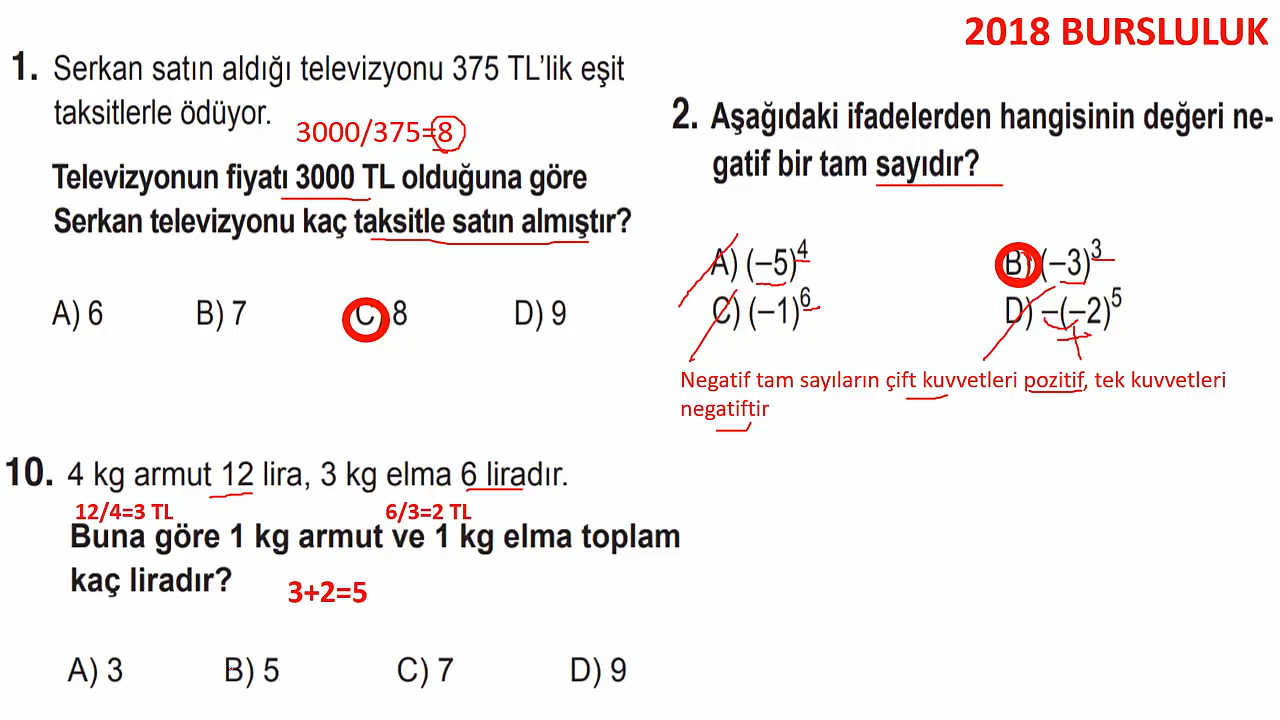 2018 BURSLULUK
1. Serkan satın aldığı televizyonu 375 TL’lik eşit
taksitlerle ödüyor.
3000/375=8
Televizyonun fiyatı 3000 TL olduğuna göre
Serkan televizyonu kaç taksitle satın almıştır?
A) 6 B) 7 C) 8 D) 9
2. Aşağıdaki ifadelerden hangisinin değeri ne-
gatif bir tam sayıdır?
A) (–5)⁴ B) (–3)³
C) (–1)⁶ D) –(–2)⁵
+
Negatif tam sayıların çift kuvvetleri pozitif, tek kuvvetleri
negatiftir
10. 4 kg armut 12 lira, 3 kg elma 6 liradır.
12/4=3 TL 6/3=2 TL
Buna göre 1 kg armut ve 1 kg elma toplam
kaç liradır?
3+2=5
A) 3 B) 5 C) 7 D) 9